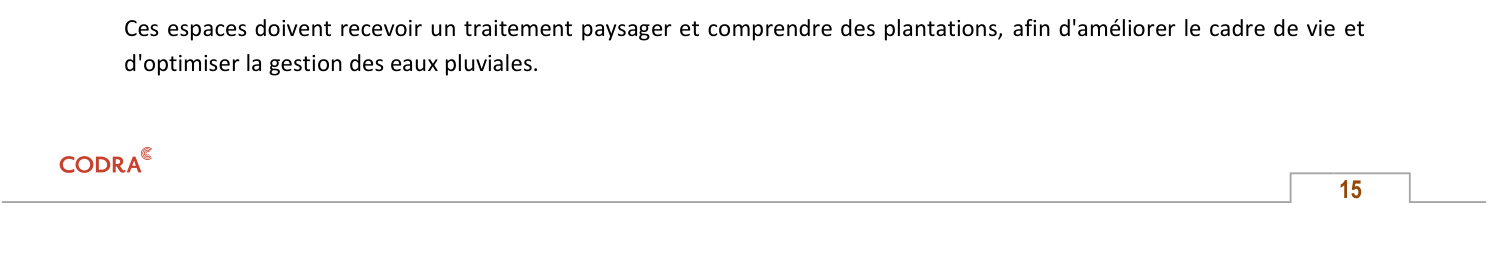 Ces espaces doivent recevoir un traitement paysager et comprendre des plantations, afin d'améliorer le cadre de vie et
d'optimiser la gestion des eaux pluviales.
CODRA
15